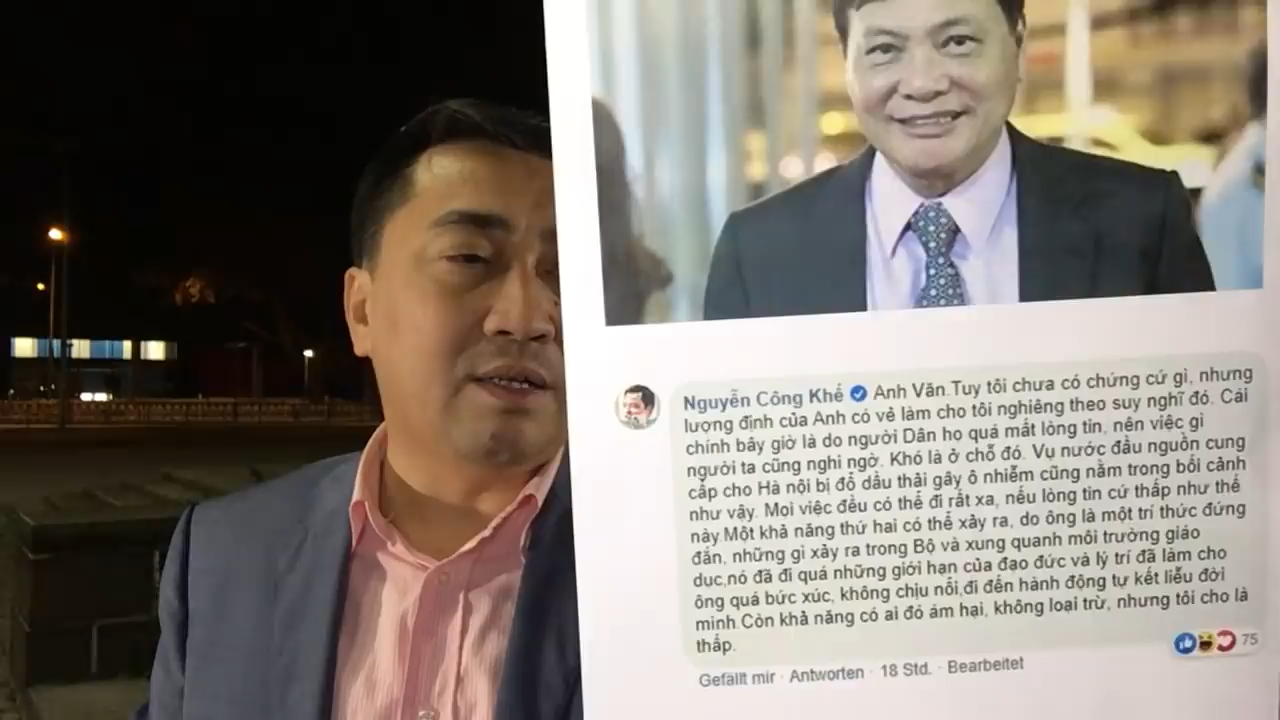 Nguyễn Công Khế Anh Văn.Tuy tôi chưa có chứng cứ gì, nhưng
lượng định của Anh có vẻ làm cho tôi nghiêng theo suy nghĩ đó. Cái
chính bây giờ là do người Dân họ quá mất lòng tin, nên việc gì
người ta cũng nghi ngờ. Khó là ở chỗ đó. Vụ nước đầu nguồn cung
cấp cho Hà nội bị đổ dầu thải gây ô nhiễm cũng nằm trong bối cảnh
như vậy. Mọi việc đều có thể đi rất xa, nếu lòng tin cứ thấp như thế
này.Một khả năng thứ hai có thể xảy ra, do ông là một trí thức đứng
đắn, những gì xảy ra trong Bộ và xung quanh môi trường giáo
dục,nó đã đi quá những giới hạn của đạo đức và lý trí đã làm cho
ông quá bức xúc, không chịu nổi,đi đến hành động tự kết liễu đời
mình.Còn khả năng có ai đó ám hại, không loại trừ, nhưng tôi cho là
thấp.
75
Gefällt mir · Antworten · 18 Std. · Bearbeitet